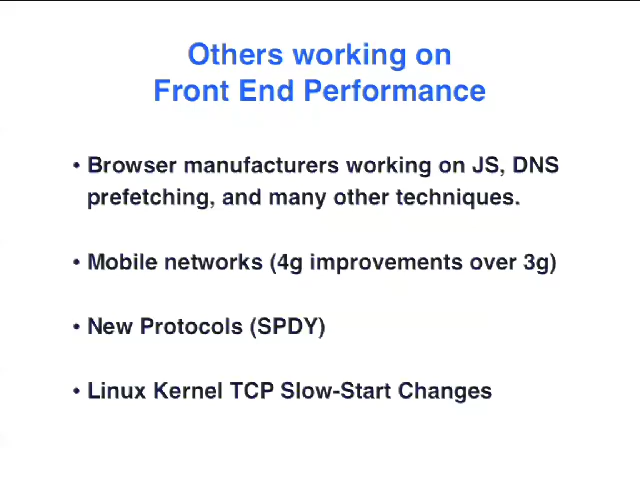 Others working on
Front End Performance
• Browser manufacturers working on JS, DNS
prefetching, and many other techniques.
• Mobile networks (4g improvements over 3g)
• New Protocols (SPDY)
• Linux Kernel TCP Slow-Start Changes